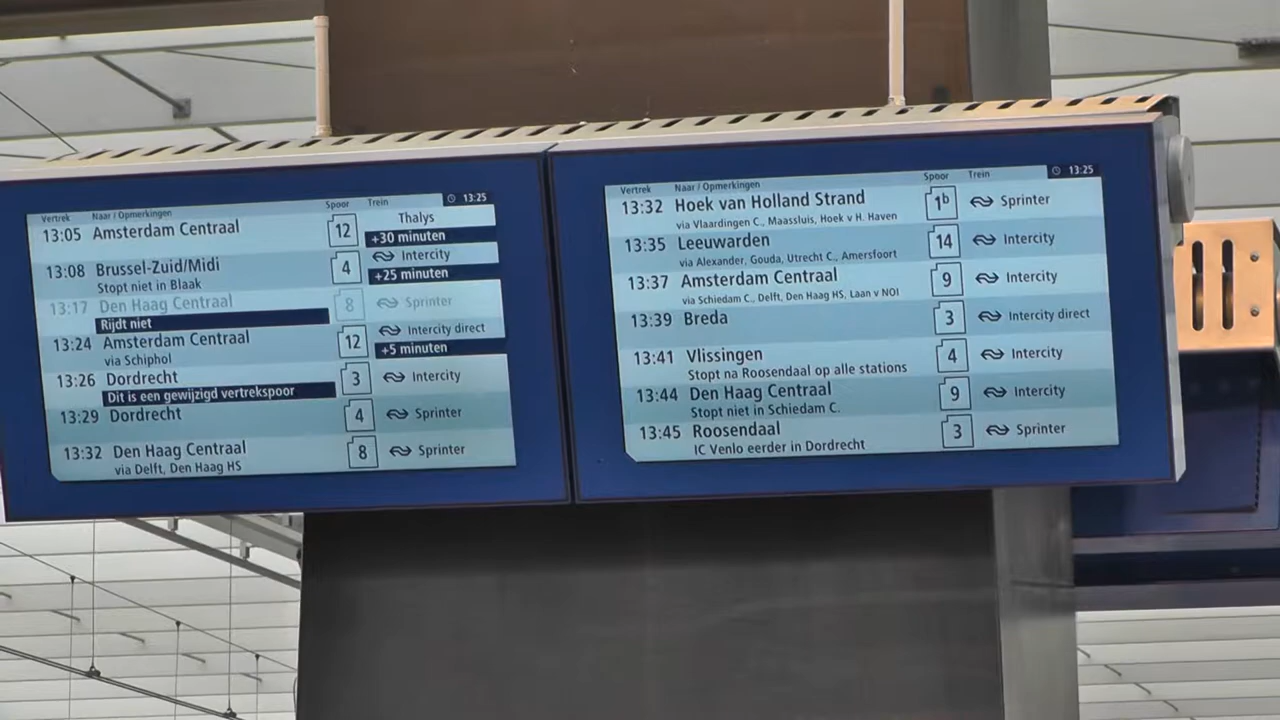 Vertrek Naar / Opmerkingen Spoor Trein 13:25
13:05 Amsterdam Centraal 12 Thalys
+30 minuten
13:08 Brussel-Zuid/Midi 4 Intercity
Stopt niet in Blaak +25 minuten
13:17 Den Haag Centraal 8 Sprinter
Rijdt niet
13:24 Amsterdam Centraal 12 Intercity direct
via Schiphol +5 minuten
13:26 Dordrecht 3 Intercity
Dit is een gewijzigd vertrekspoor
13:29 Dordrecht 4 Sprinter
13:32 Den Haag Centraal 8 Sprinter
via Delft, Den Haag HS
Vertrek Naar / Opmerkingen Spoor Trein 13:25
13:32 Hoek van Holland Strand 1b Sprinter
via Vlaardingen C., Maassluis, Hoek v H. Haven
13:35 Leeuwarden 14 Intercity
via Alexander, Gouda, Utrecht C., Amersfoort
13:37 Amsterdam Centraal 9 Intercity
via Schiedam C., Delft, Den Haag HS, Laan v NOI
13:39 Breda 3 Intercity direct
13:41 Vlissingen 4 Intercity
Stopt na Roosendaal op alle stations
13:44 Den Haag Centraal 9 Intercity
Stopt niet in Schiedam C.
13:45 Roosendaal 3 Sprinter
IC Venlo eerder in Dordrecht